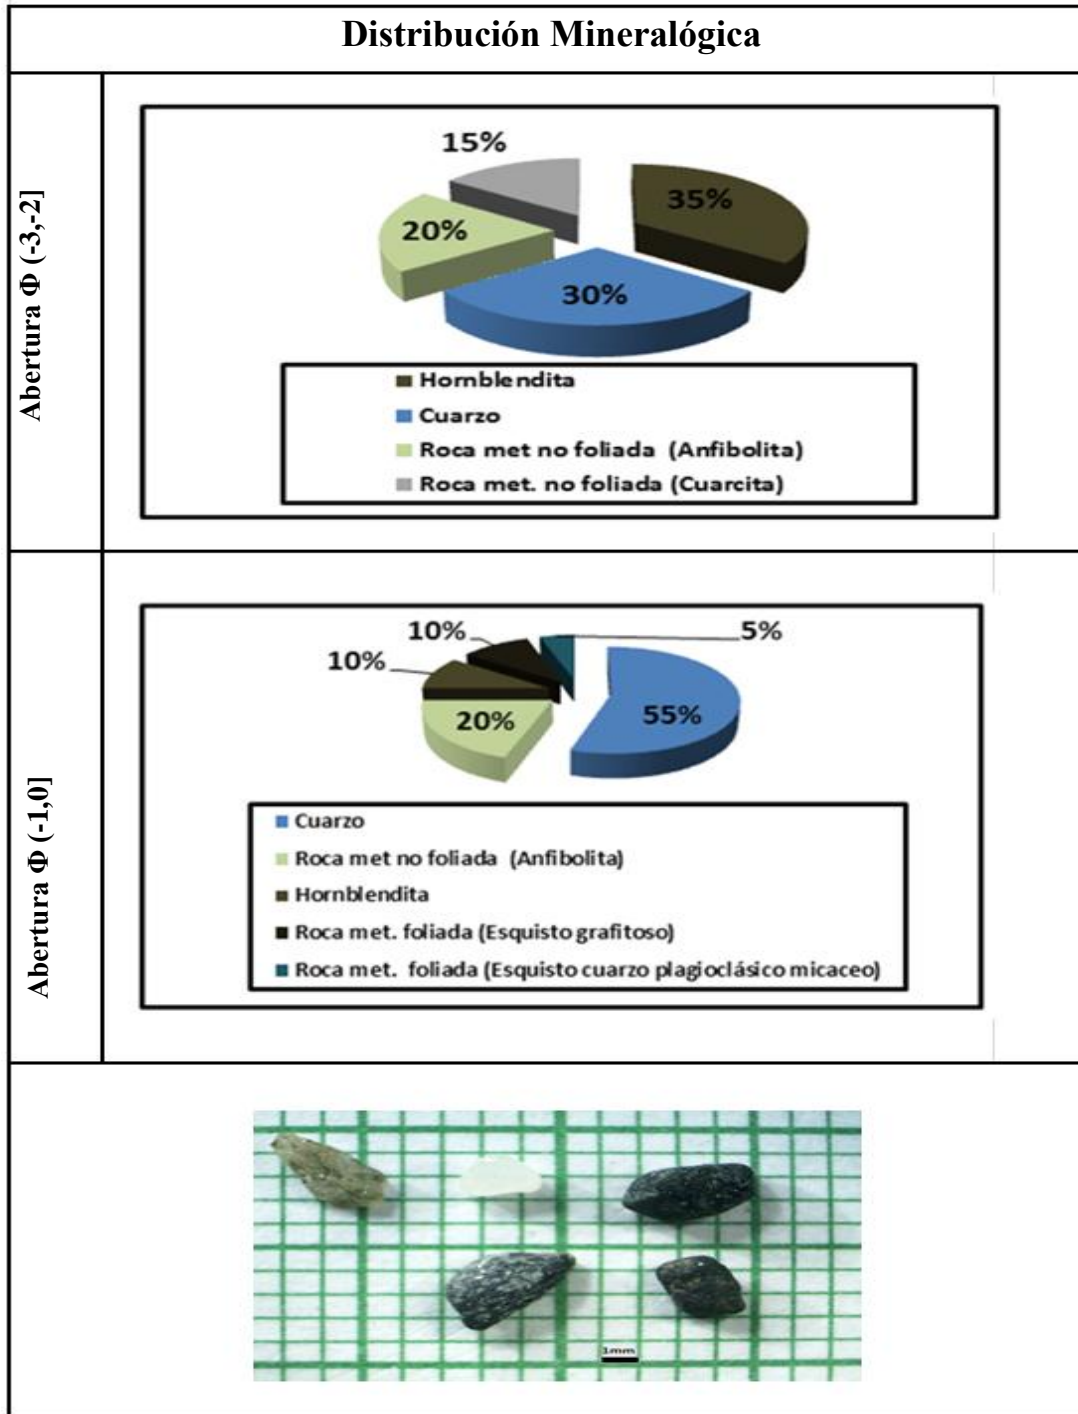 Distribución Mineralógica
Abertura Φ (-3,-2]
15%
35%
20%
30%
Hornblendita
Cuarzo
Roca met no foliada (Anfibolita)
Roca met. no foliada (Cuarcita)
Abertura Φ (-1,0]
10%
5%
10%
20%
55%
Cuarzo
Roca met no foliada (Anfibolita)
Hornblendita
Roca met. foliada (Esquisto grafitoso)
Roca met. foliada (Esquisto cuarzo plagioclásico micaceo)
1mm